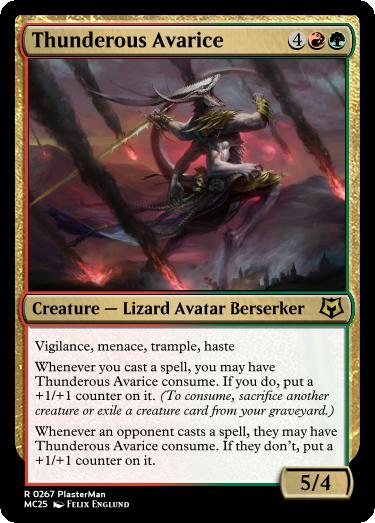 Thunderous Avarice 4
Creature — Lizard Avatar Berserker
Vigilance, menace, trample, haste
Whenever you cast a spell, you may have
Thunderous Avarice consume. If you do, put a
+1/+1 counter on it. (To consume, sacrifice another
creature or exile a creature card from your graveyard.)
Whenever an opponent casts a spell, they may have
Thunderous Avarice consume. If they don't, put a
+1/+1 counter on it.
5/4
R 0267 PlasterMan
MC25 Felix Englund